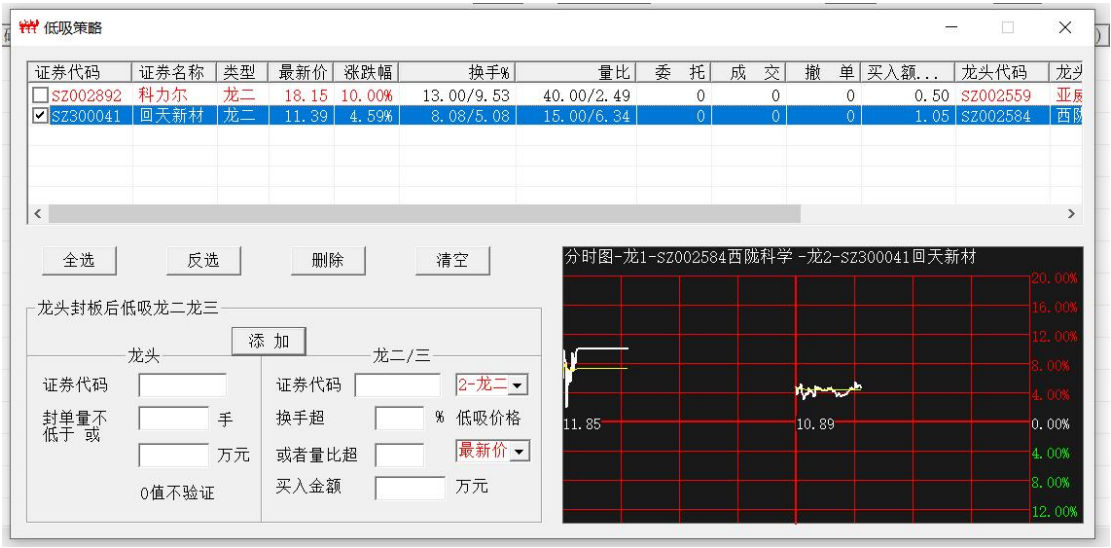 低吸策略
证券代码 证券名称 类型 最新价 涨跌幅 换手% 量比 委 托 成 交 撤 单 买入额... 龙头代码 龙头
SZ002892 科力尔 龙二 18.15 10.00% 13.00/9.53 40.00/2.49 0 0 0 0.50 SZ002559 亚威
SZ300041 回天新材 龙二 11.39 4.59% 8.08/5.08 15.00/6.34 0 0 0 1.05 SZ002584 西陇
全选 反选 删除 清空
龙头封板后低吸龙二龙三
添 加
龙头 龙二/三
证券代码 证券代码 2-龙二
封单量不
低于 或 手 换手超 % 低吸价格
万元 或者量比超 最新价
0值不验证 买入金额 万元
分时图-龙1-SZ002584西陇科学 -龙2-SZ300041回天新材
20.00%
16.00%
12.00%
8.00%
4.00%
11.85 10.89 0.00%
4.00%
8.00%
12.00%